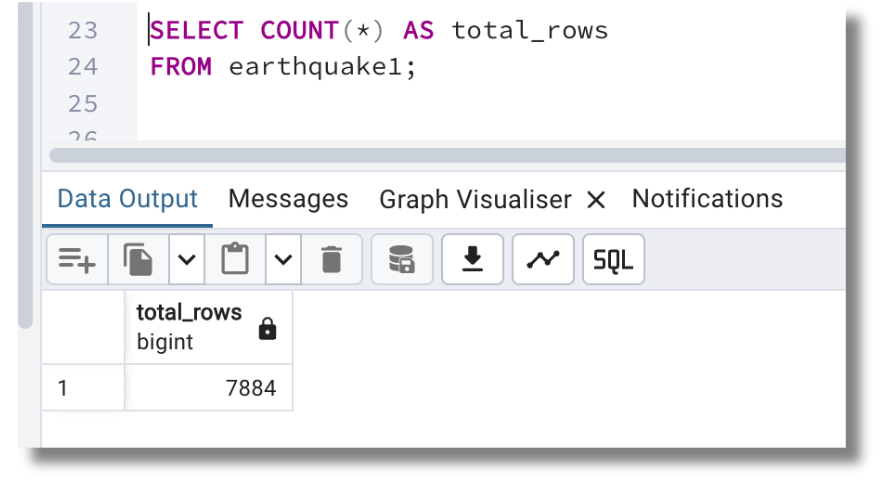 23 SELECT COUNT(*) AS total_rows
24 FROM earthquake1;
25
26
Data Output Messages Graph Visualiser Notifications
SQL
total_rows
bigint
1 7884